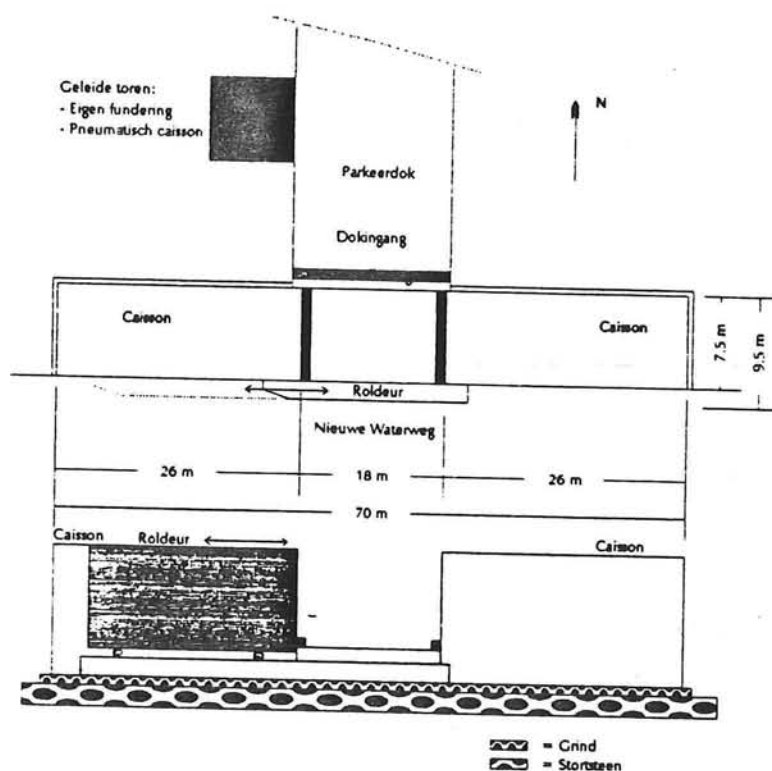 Geleide toren:
- Eigen fundering
- Pneumatisch caisson
N
Parkeerdok
Dokingang
Caisson
Caisson
7.5 m
9.5 m
Roldeur
Nieuwe Waterweg
26 m
18 m
26 m
70 m
Caisson
Roldeur
Caisson
= Grind
= Stortsteen